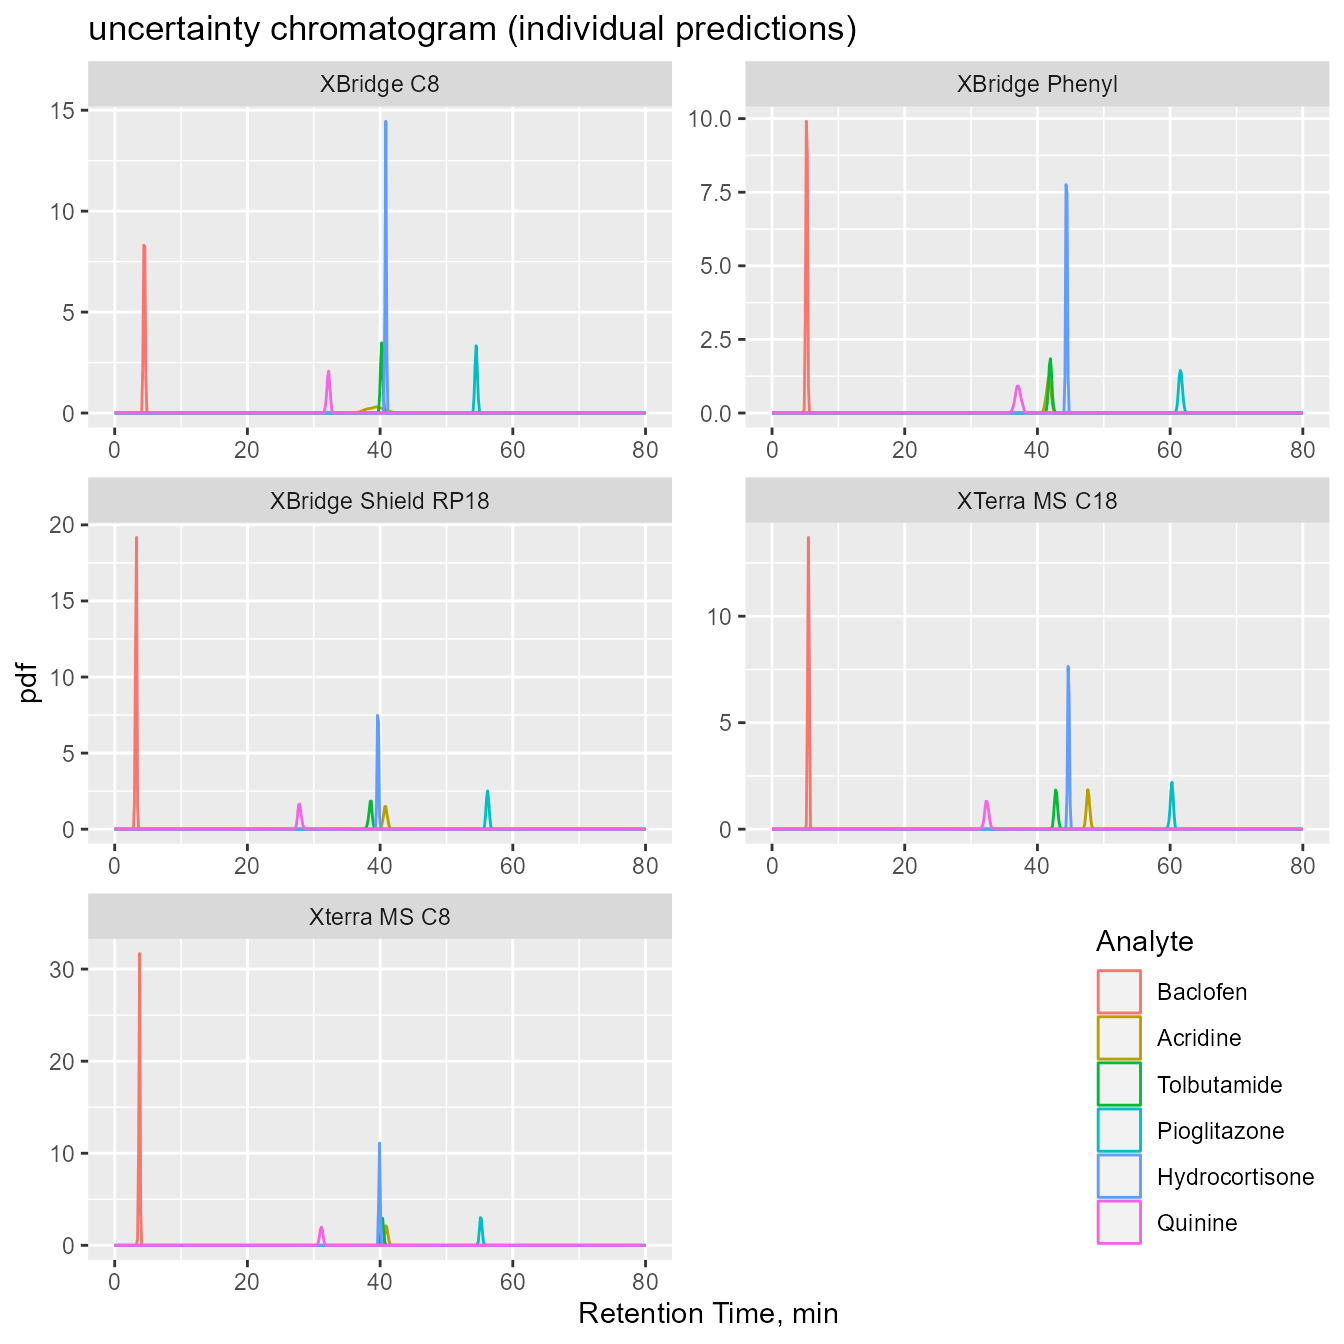 uncertainty chromatogram (individual predictions)
XBridge C8
XBridge Phenyl
15
10
5
0
0 20 40 60 80
10.0
7.5
5.0
2.5
0.0
0 20 40 60 80
XBridge Shield RP18
XTerra MS C18
20
15
10
5
0
0 20 40 60 80
10
5
0
0 20 40 60 80
pdf
Xterra MS C8
30
20
10
0
0 20 40 60 80
Analyte
Baclofen
Acridine
Tolbutamide
Pioglitazone
Hydrocortisone
Quinine
Retention Time, min